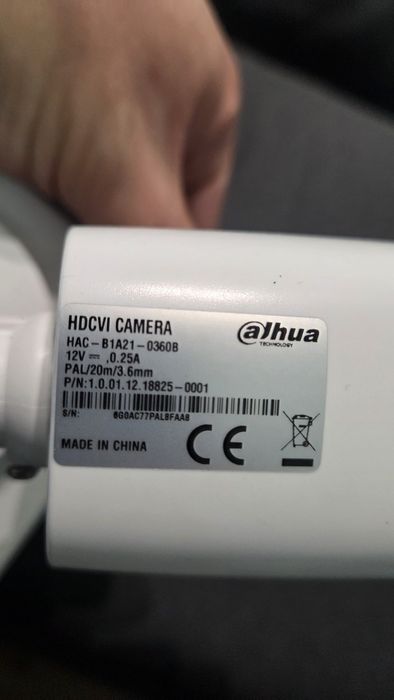 HDCVI CAMERA
alhua
TECHNOLOGY
HAC-B1A21-0360B
12V ⎓ ,0.25A
PAL/20m/3.6mm
P/N:1.0.01.12.18825-0001
S/N: 6G0AC77PAL8FAAB
MADE IN CHINA
CE